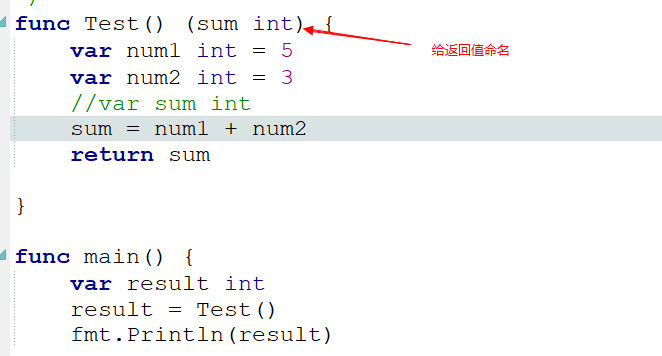 func Test() (sum int) {
给返回值命名
var num1 int = 5
var num2 int = 3
//var sum int
sum = num1 + num2
return sum
}
func main() {
var result int
result = Test()
fmt.Println(result)